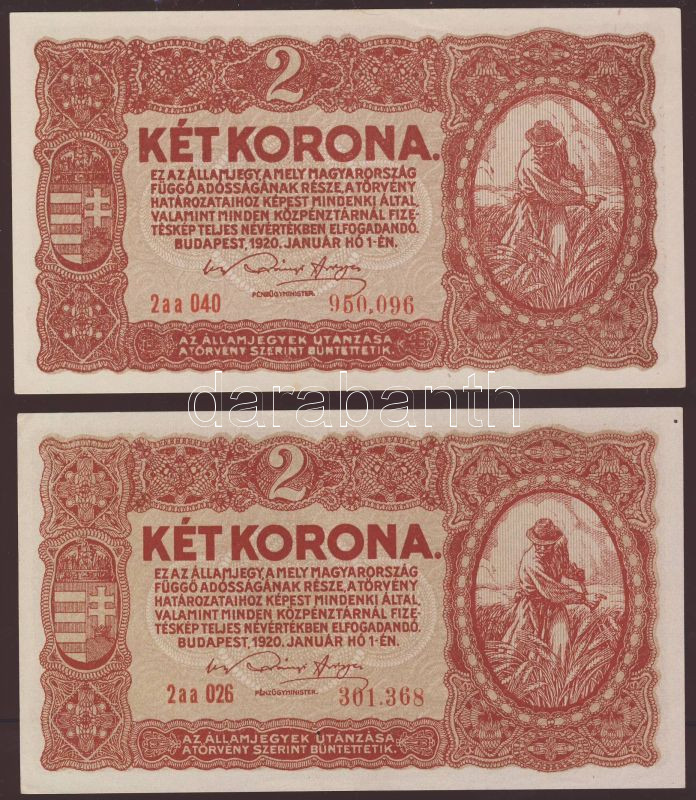 2
KÉT KORONA.
EZ AZ ÁLLAMJEGY, A MELY MAGYARORSZÁG
FÜGGŐ ADÓSSÁGÁNAK RÉSZE, A TÖRVÉNY
HATÁROZATAIHOZ KÉPEST MINDENKI ÁLTAL,
VALAMINT MINDEN KÖZPÉNZTÁRNÁL FIZE-
TÉSKÉP TELJES NÉVÉRTÉKBEN ELFOGADANDÓ.
BUDAPEST, 1920. JANUÁR HÓ 1-ÉN.
PÉNZÜGYMINISTER.
2aa 040 950,096
AZ ÁLLAMJEGYEK UTÁNZÁSA
A TÖRVÉNY SZERINT BÜNTETTETIK.
darabanth
2
KÉT KORONA.
EZ AZ ÁLLAMJEGY, A MELY MAGYARORSZÁG
FÜGGŐ ADÓSSÁGÁNAK RÉSZE, A TÖRVÉNY
HATÁROZATAIHOZ KÉPEST MINDENKI ÁLTAL,
VALAMINT MINDEN KÖZPÉNZTÁRNÁL FIZE-
TÉSKÉP TELJES NÉVÉRTÉKBEN ELFOGADANDÓ.
BUDAPEST, 1920. JANUÁR HÓ 1-ÉN.
PÉNZÜGYMINISTER.
2aa 026 301.368
AZ ÁLLAMJEGYEK UTÁNZÁSA
A TÖRVÉNY SZERINT BÜNTETTETIK.